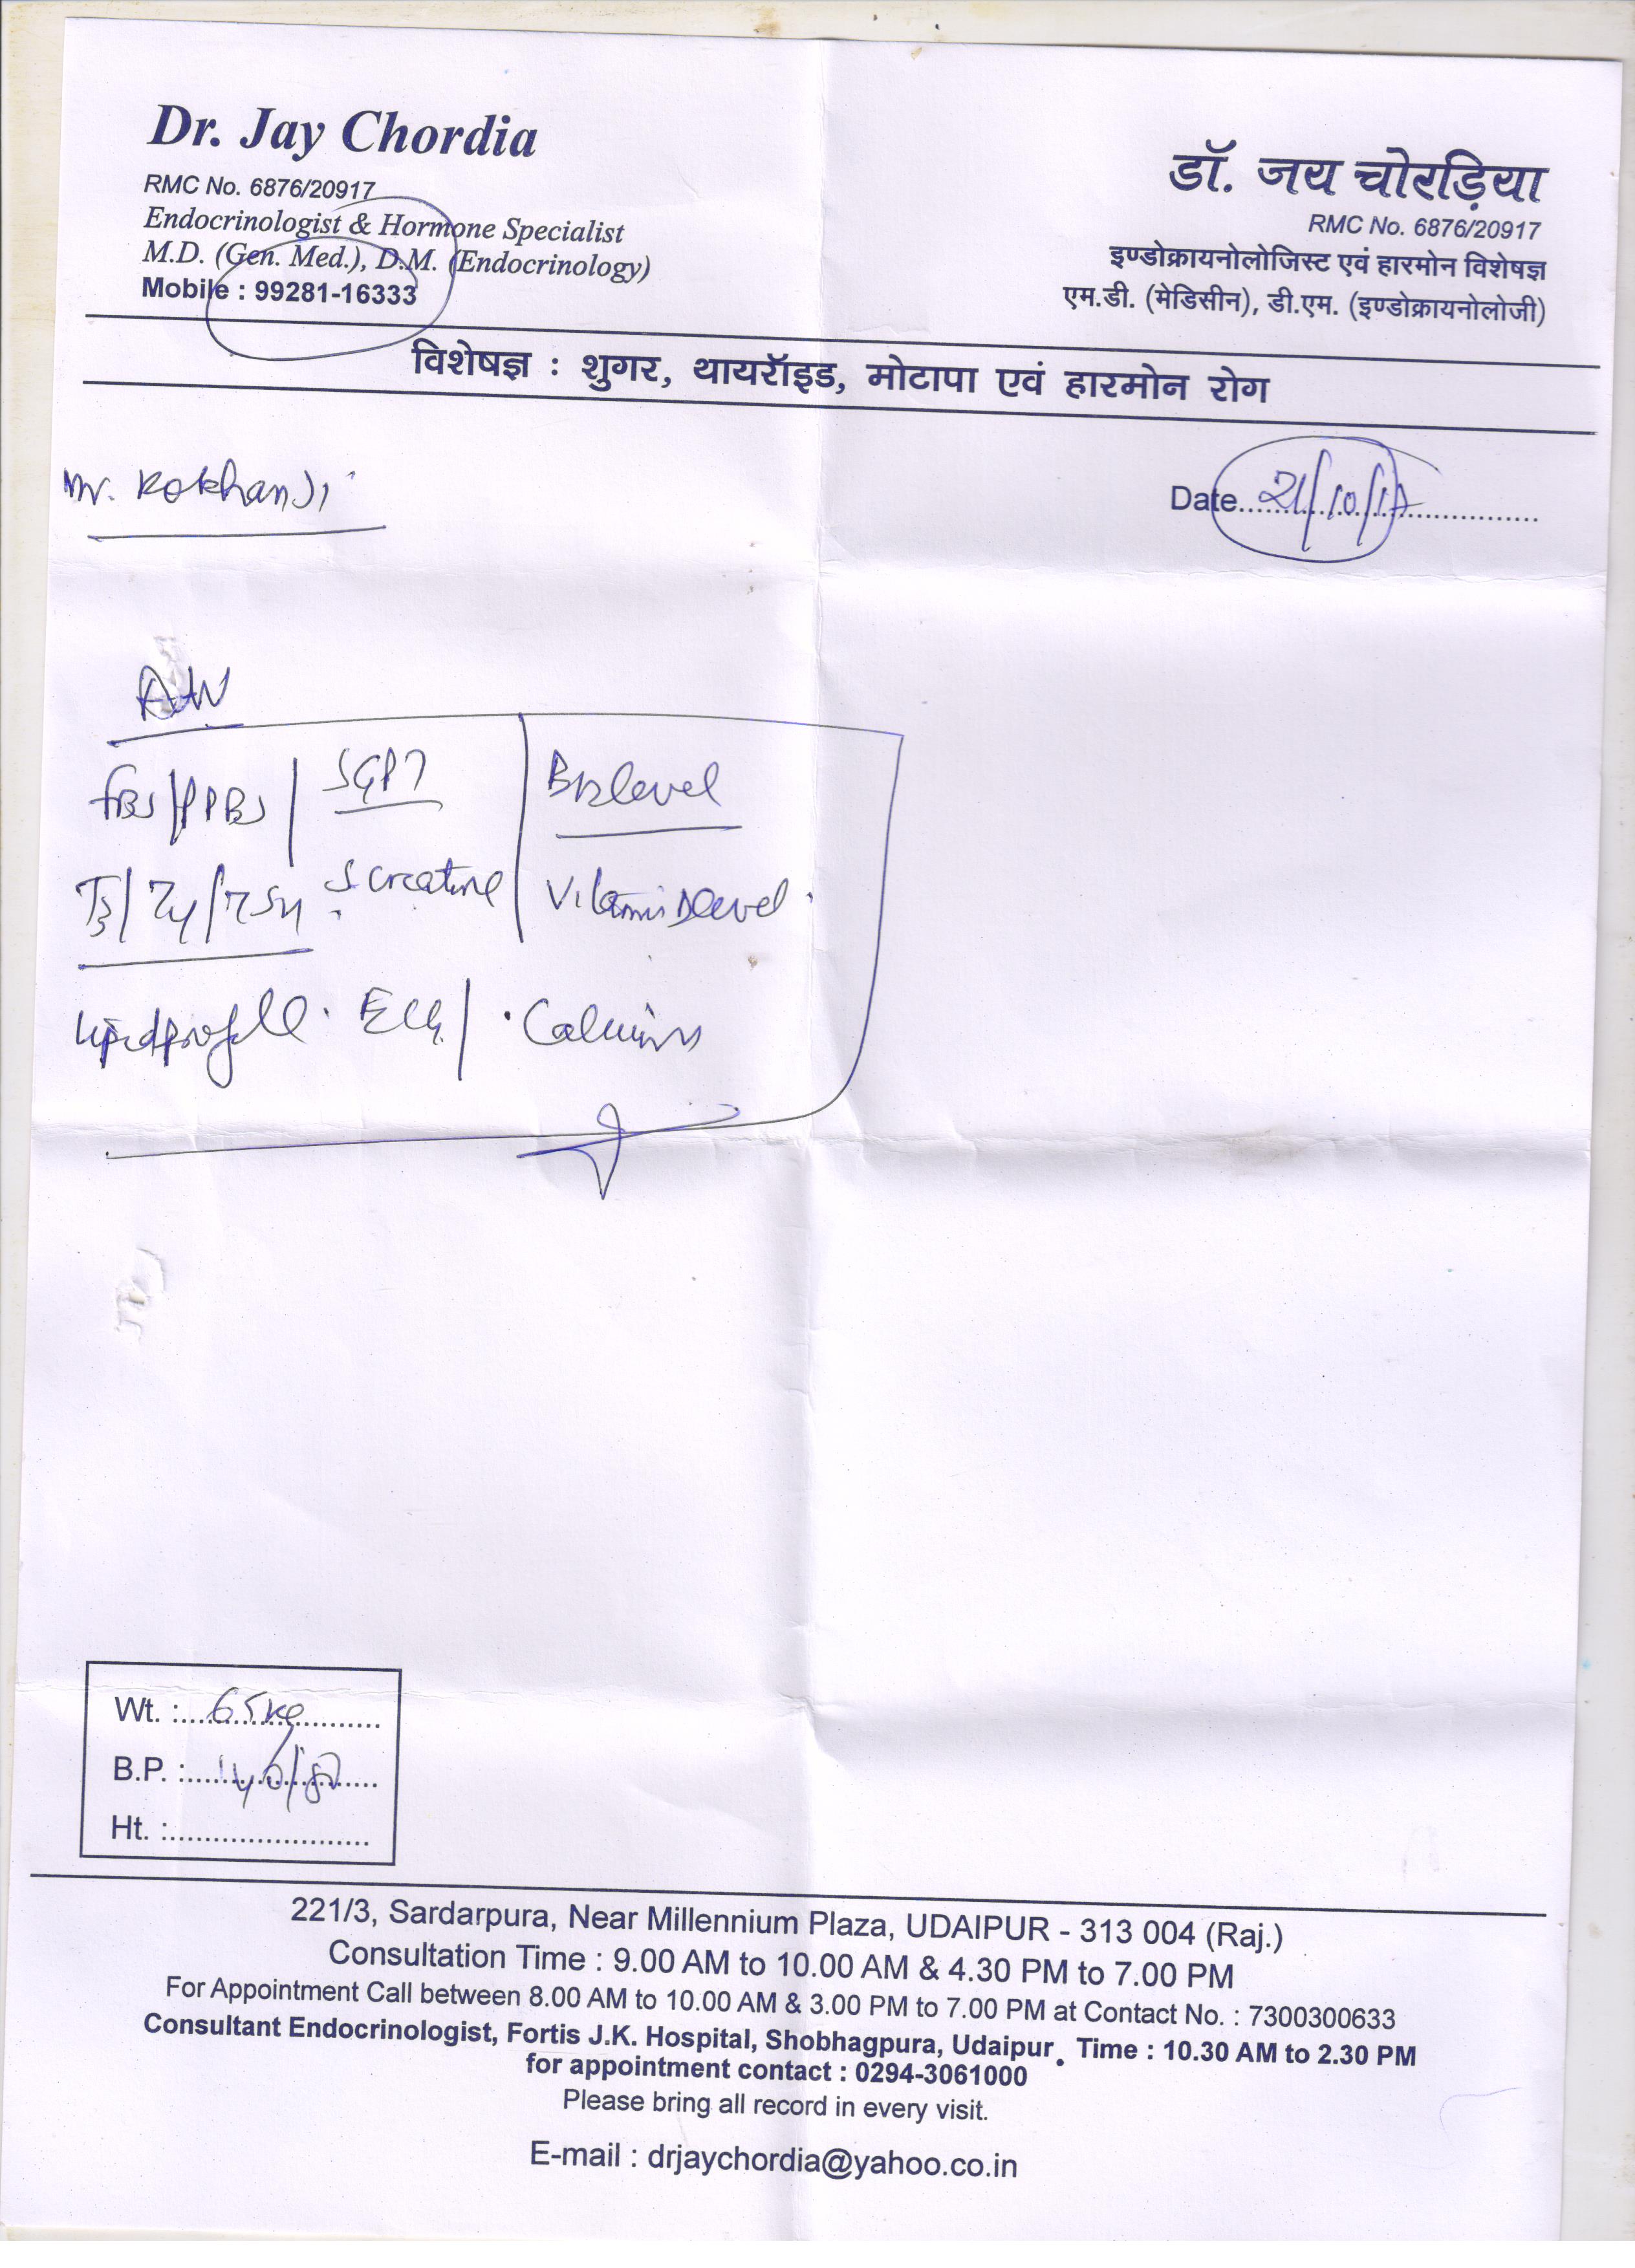 Dr. Jay Chordia
RMC No. 6876/20917
Endocrinologist & Hormone Specialist
M.D. (Gen. Med.), D.M. (Endocrinology)
Mobile : 99281-16333
डॉ. जय चोरड़िया
RMC No. 6876/20917
इण्डोक्रायनोलोजिस्ट एवं हारमोन विशेषज्ञ
एम.डी. (मेडिसीन), डी.एम. (इण्डोक्रायनोलोजी)
विशेषज्ञ : शुगर, थायरॉइड, मोटापा एवं हारमोन रोग
Mr.
Date 21/10/17
FBS/PPBS | SGPT | B12 level
T3/T4/TSH S creatine | Vitamin D level
Lipid profile . ECG | . Calcium
Wt. : 65 kg
B.P. : 140/80
Ht. :
221/3, Sardarpura, Near Millennium Plaza, UDAIPUR - 313 004 (Raj.)
Consultation Time : 9.00 AM to 10.00 AM & 4.30 PM to 7.00 PM
For Appointment Call between 8.00 AM to 10.00 AM & 3.00 PM to 7.00 PM at Contact No. : 7300300633
Consultant Endocrinologist, Fortis J.K. Hospital, Shobhagpura, Udaipur. Time : 10.30 AM to 2.30 PM
for appointment contact : 0294-3061000
Please bring all record in every visit.
E-mail : drjaychordia@yahoo.co.in